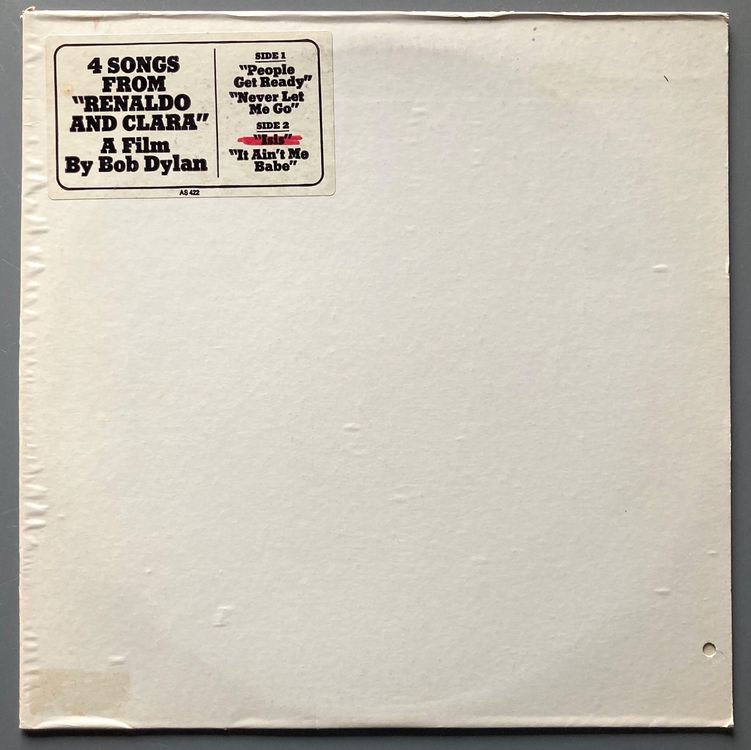 4 SONGS
FROM
"RENALDO
AND CLARA"
A Film
By Bob Dylan
SIDE 1
"People
Get Ready"
"Never Let
Me Go"
SIDE 2
"Isis"
"It Ain't Me
Babe"
AS 422